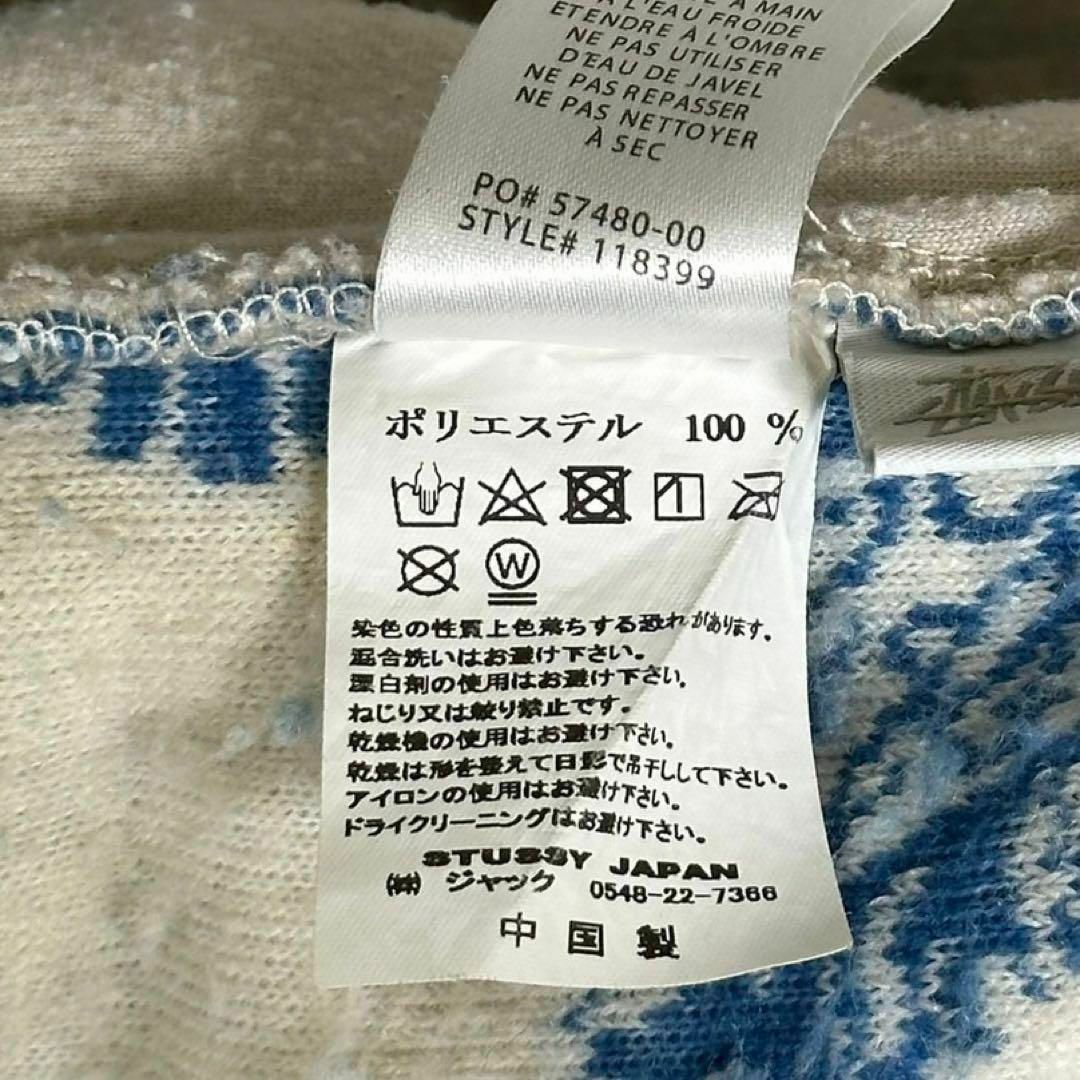 À MAIN
À L'EAU FROIDE
ETENDRE À L'OMBRE
NE PAS UTILISER
D'EAU DE JAVEL
NE PAS REPASSER
NE PAS NETTOYER
À SEC
PO# 57480-00
STYLE# 118399
ポリエステル 100 %
W
染色の性質上色落ちする恐れがあります。
混合洗いはお避け下さい。
漂白剤の使用はお避け下さい。
ねじり又は絞り禁止です。
乾燥機の使用はお避け下さい。
乾燥は形を整えて日影で吊干しして下さい。
アイロンの使用はお避け下さい。
ドライクリーニングはお避け下さい。
STUSSY JAPAN
㈱ ジャック 0548-22-7366
中国製